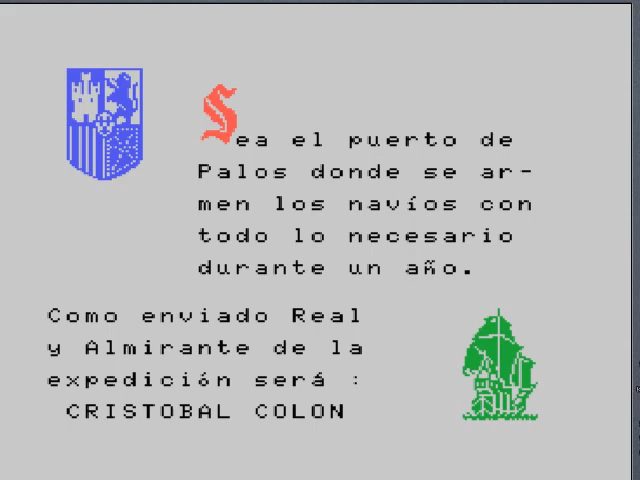 Sea el puerto de
Palos donde se ar-
men los navíos con
todo lo necesario
durante un año.
Como enviado Real
y Almirante de la
expedición será :
CRISTOBAL COLON